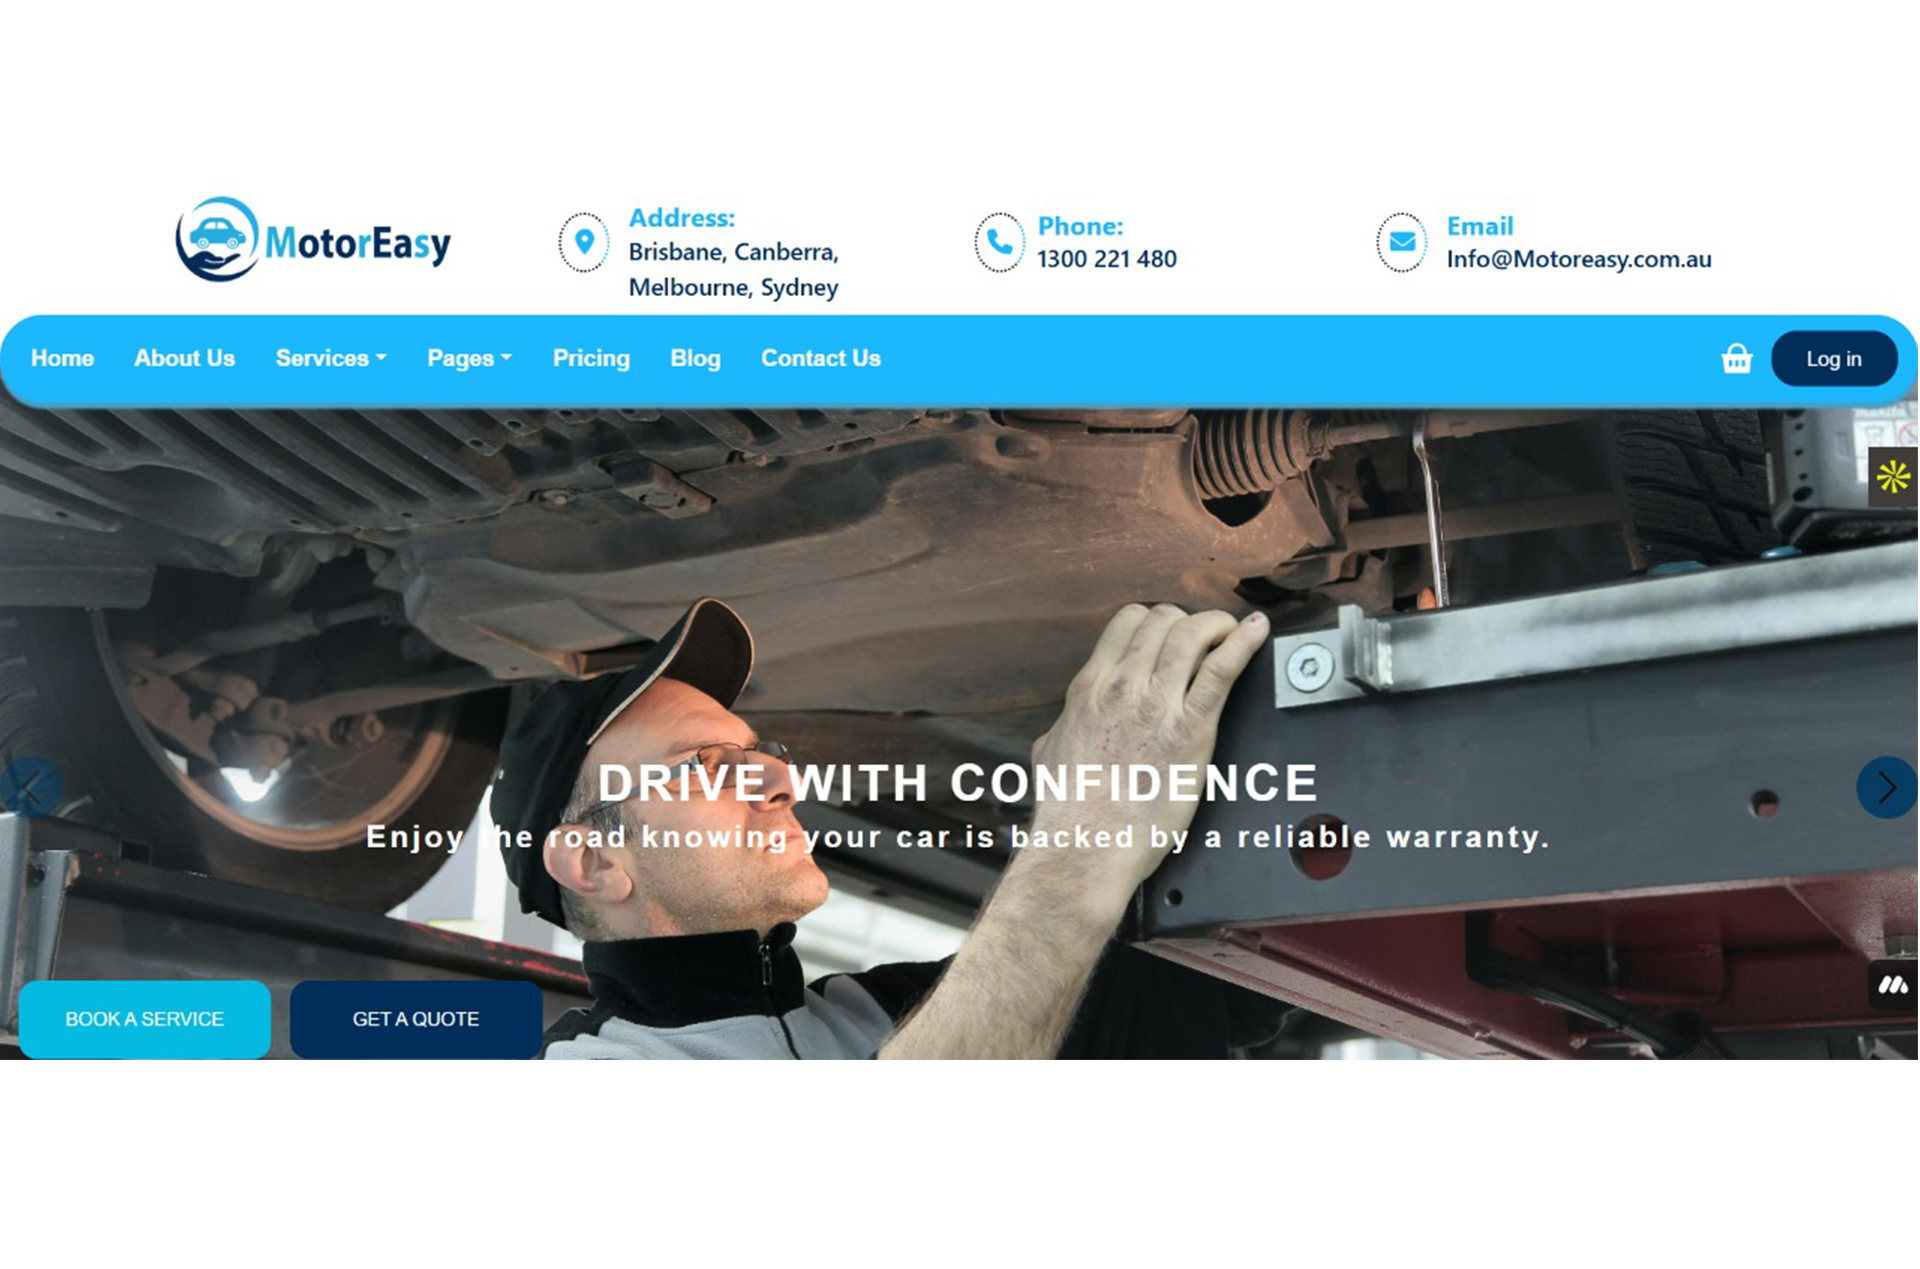 MotorEasy
Address:
Brisbane, Canberra,
Melbourne, Sydney
Phone:
1300 221 480
Email
Info@Motoreasy.com.au
Home
About Us
Services
Pages
Pricing
Blog
Contact Us
Log in
DRIVE WITH CONFIDENCE
Enjoy the road knowing your car is backed by a reliable warranty.
BOOK A SERVICE
GET A QUOTE